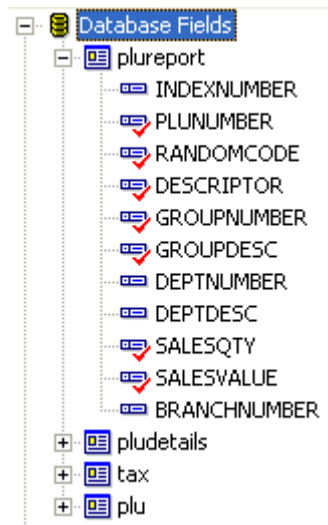 Database Fields
plureport
INDEXNUMBER
PLUNUMBER
RANDOMCODE
DESCRIPTOR
GROUPNUMBER
GROUPDESC
DEPTNUMBER
DEPTDESC
SALESQTY
SALESVALUE
BRANCHNUMBER
pludetails
tax
plu